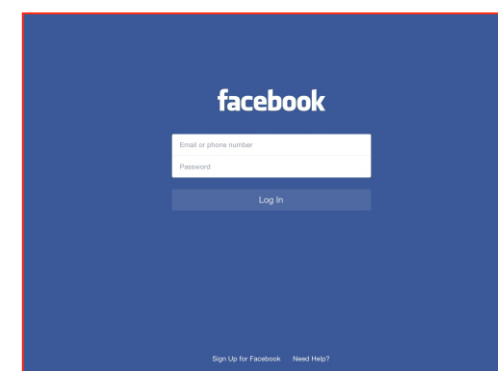 facebook
Email or phone number
Password
Log In
Sign Up for Facebook Need Help?